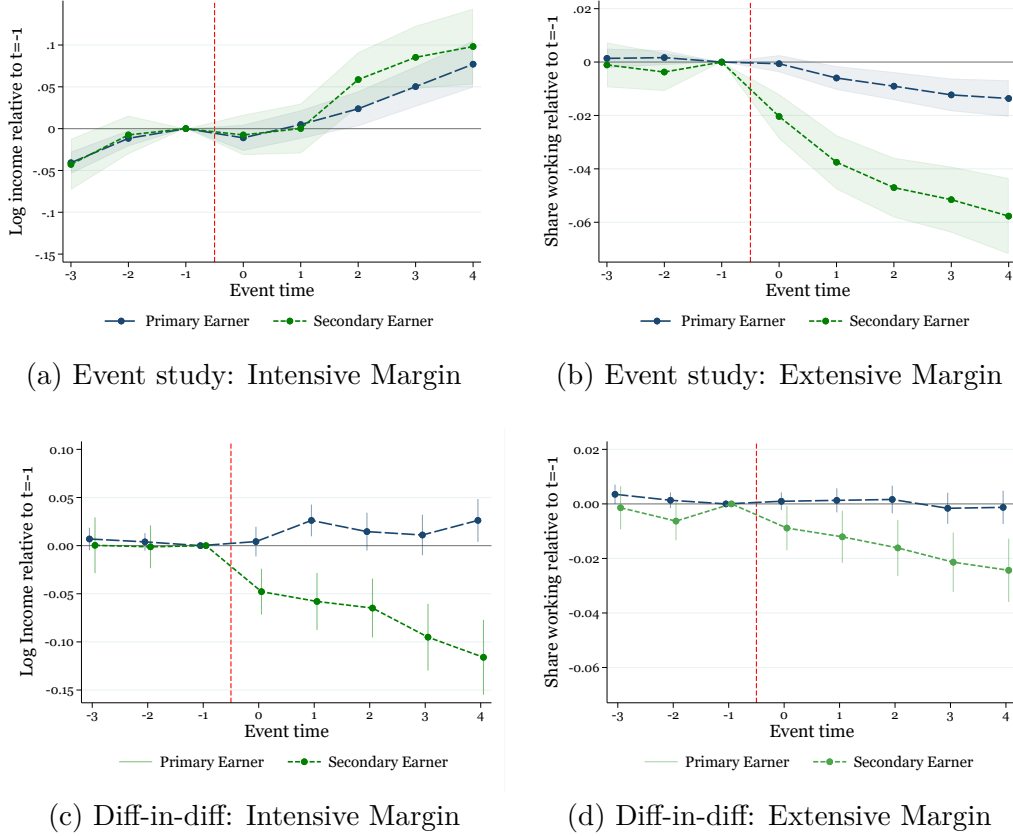 Log income relative to t=-1
.1
.05
0
-.05
-.1
-.15
-3 -2 -1 0 1 2 3 4
Event time
Primary Earner Secondary Earner
(a) Event study: Intensive Margin
Share working relative to t=-1
.02
0
-.02
-.04
-.06
-3 -2 -1 0 1 2 3 4
Event time
Primary Earner Secondary Earner
(b) Event study: Extensive Margin
Log Income relative to t=-1
0.10
0.05
0.00
-0.05
-0.10
-0.15
-3 -2 -1 0 1 2 3 4
Event time
Primary Earner Secondary Earner
(c) Diff-in-diff: Intensive Margin
Share working relative to t=-1
0.02
0.00
-0.02
-0.04
-0.06
-3 -2 -1 0 1 2 3 4
Event time
Primary Earner Secondary Earner
(d) Diff-in-diff: Extensive Margin